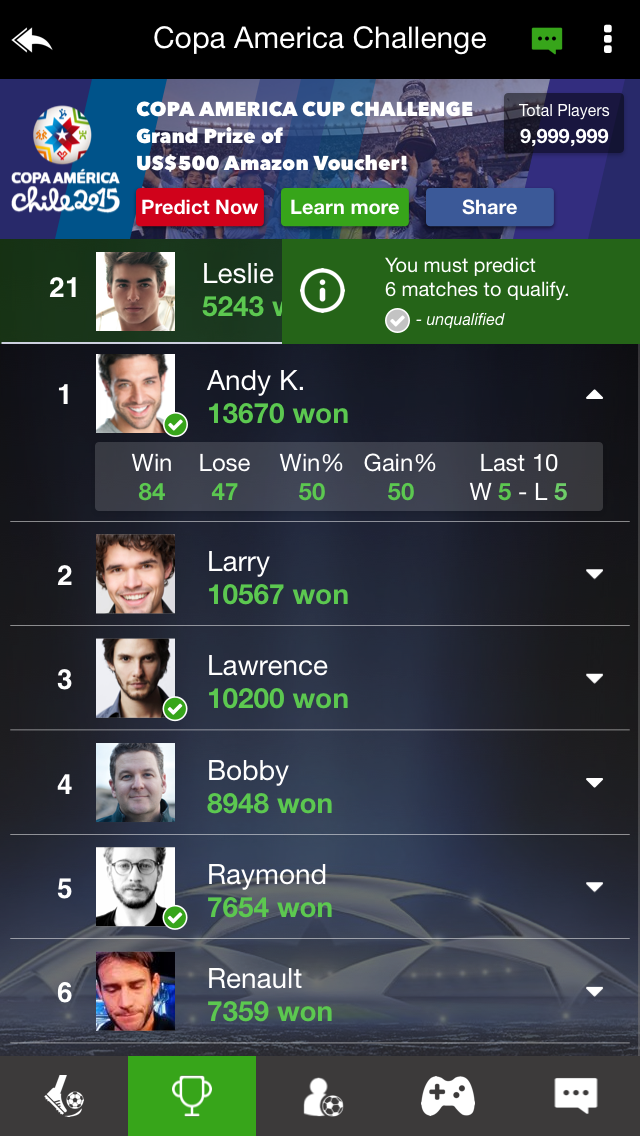 Copa America Challenge
COPA AMÉRICA
Chile2015
COPA AMERICA CUP CHALLENGE
Grand Prize of
US$500 Amazon Voucher!
Total Players
9,999,999
Predict Now
Learn more
Share
21
Leslie
5243
You must predict
6 matches to qualify.
- unqualified
1
Andy K.
13670 won
Win Lose Win% Gain% Last 10
84 47 50 50 W 5 - L 5
2
Larry
10567 won
3
Lawrence
10200 won
4
Bobby
8948 won
5
Raymond
7654 won
6
Renault
7359 won